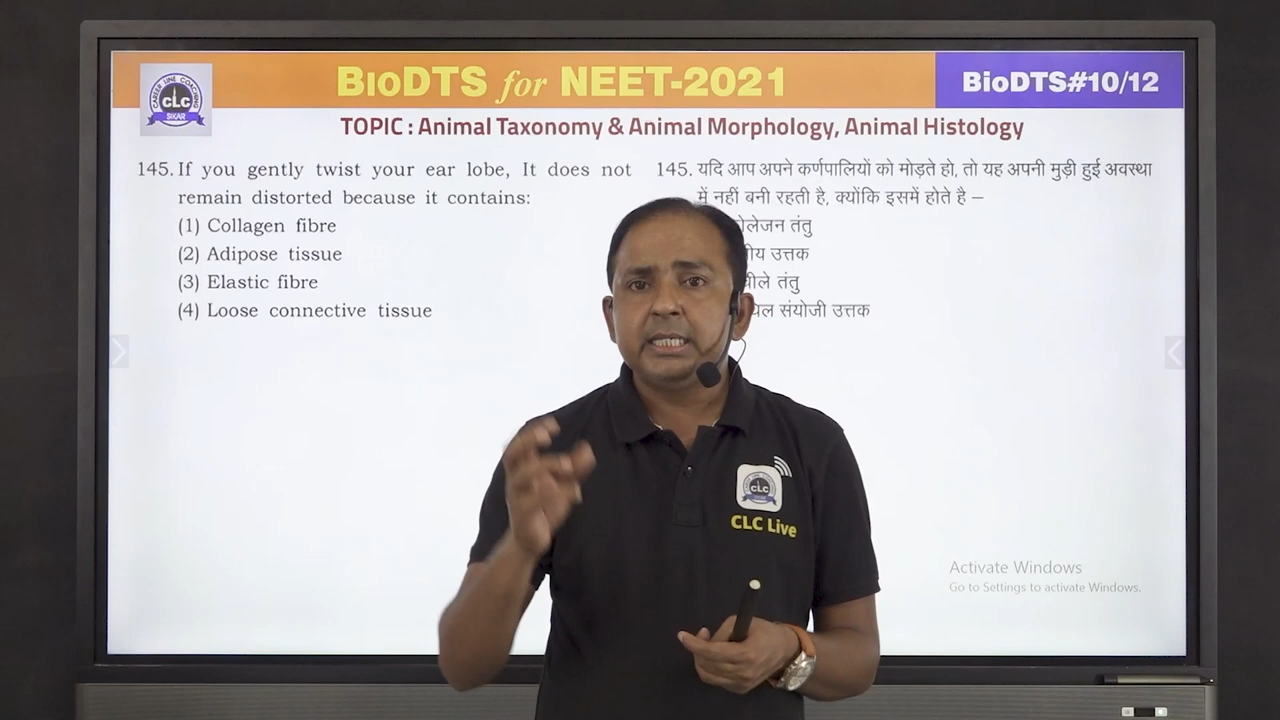 BIODTS for NEET-2021
BioDTS#10/12
CAREER LINE COACHING
CLC
SIKAR
TOPIC : Animal Taxonomy & Animal Morphology, Animal Histology
145. If you gently twist your ear lobe, It does not
remain distorted because it contains:
(1) Collagen fibre
(2) Adipose tissue
(3) Elastic fibre
(4) Loose connective tissue
145. यदि आप अपने कर्णपालियों को मोड़ते हो, तो यह अपनी मुड़ी हुई अवस्था
में नहीं बनी रहती है, क्योंकि इसमें होते है –
तंतु
उत्तक
तंतु
संयोजी उत्तक
CLC
CLC Live
Activate Windows
Go to Settings to activate Windows.